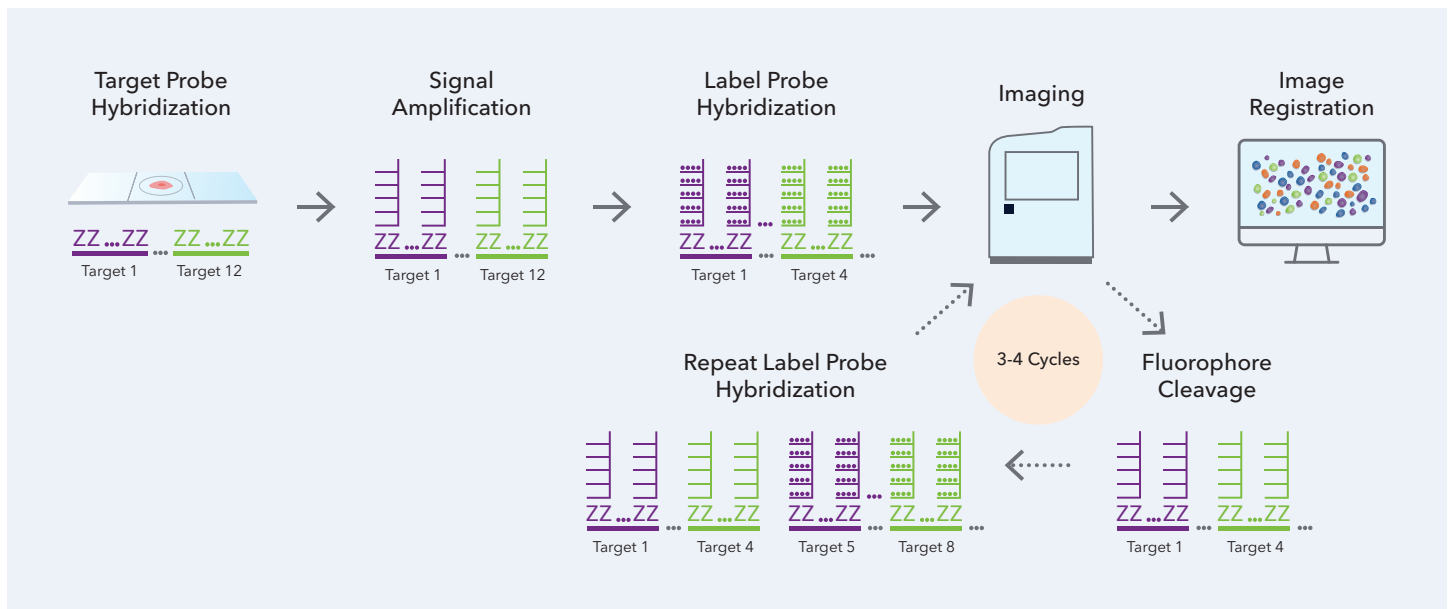 Target Probe
Hybridization
ZZ...ZZ ... ZZ...ZZ
Target 1
Target 12
Signal
Amplification
ZZ...ZZ ... ZZ...ZZ
Target 1
Target 12
Label Probe
Hybridization
...
ZZ...ZZ ... ZZ...ZZ ...
Target 1
Target 4
Imaging
Image
Registration
3-4 Cycles
Fluorophore
Cleavage
ZZ...ZZ ... ZZ...ZZ ...
Target 1
Target 4
Repeat Label Probe
Hybridization
...
ZZ...ZZ ... ZZ...ZZ ZZ...ZZ ... ZZ...ZZ ...
Target 1
Target 4
Target 5
Target 8